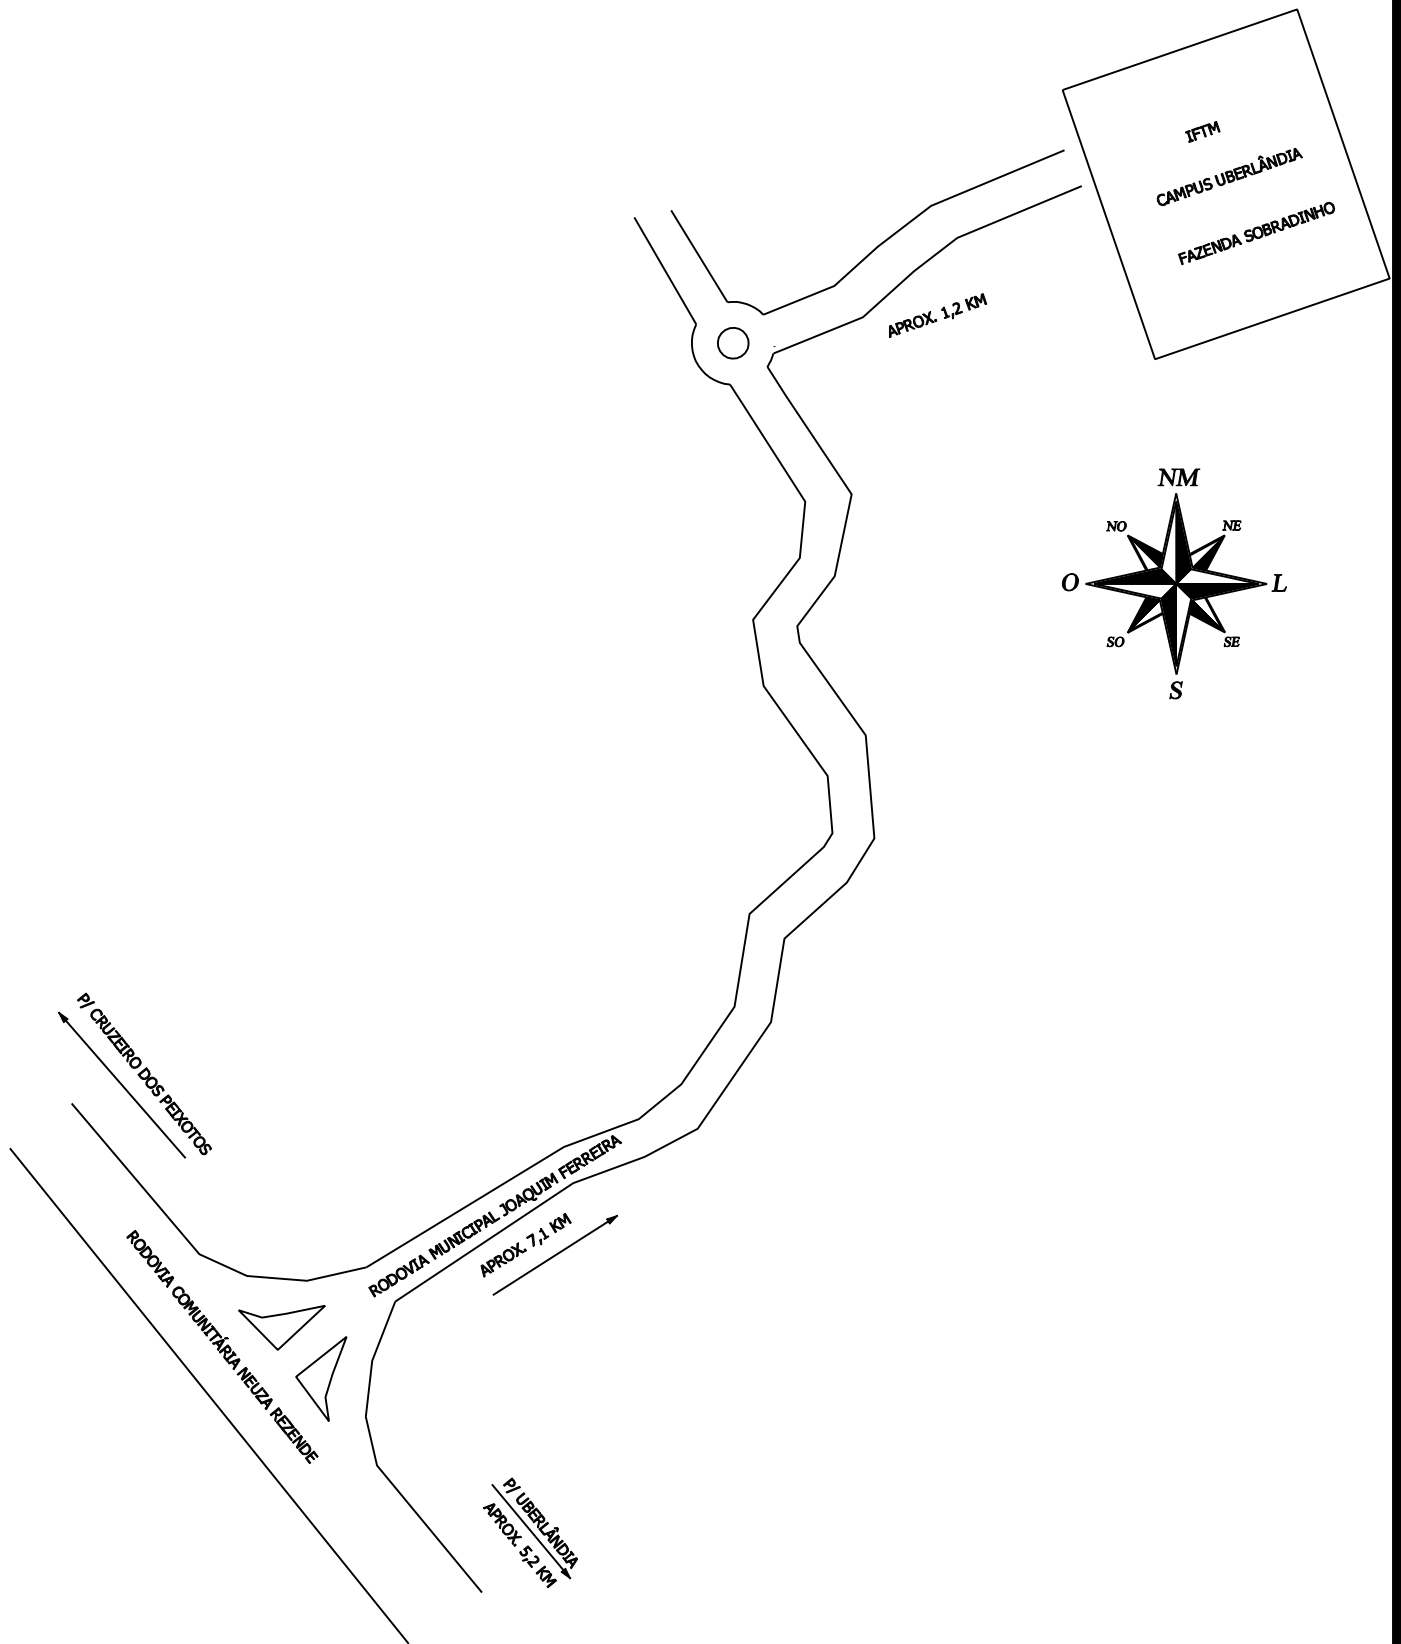 IFTM
CAMPUS UBERLÂNDIA
FAZENDA SOBRADINHO
APROX. 1,2 KM
NM
NO
NE
O
L
SO
SE
S
P/ CRUZEIRO DOS PEIXOTOS
RODOVIA MUNICIPAL JOAQUIM FERREIRA
APROX. 7,1 KM
RODOVIA COMUNITÁRIA NEUZA REZENDE
P/ UBERLÂNDIA
APROX. 5,2 KM